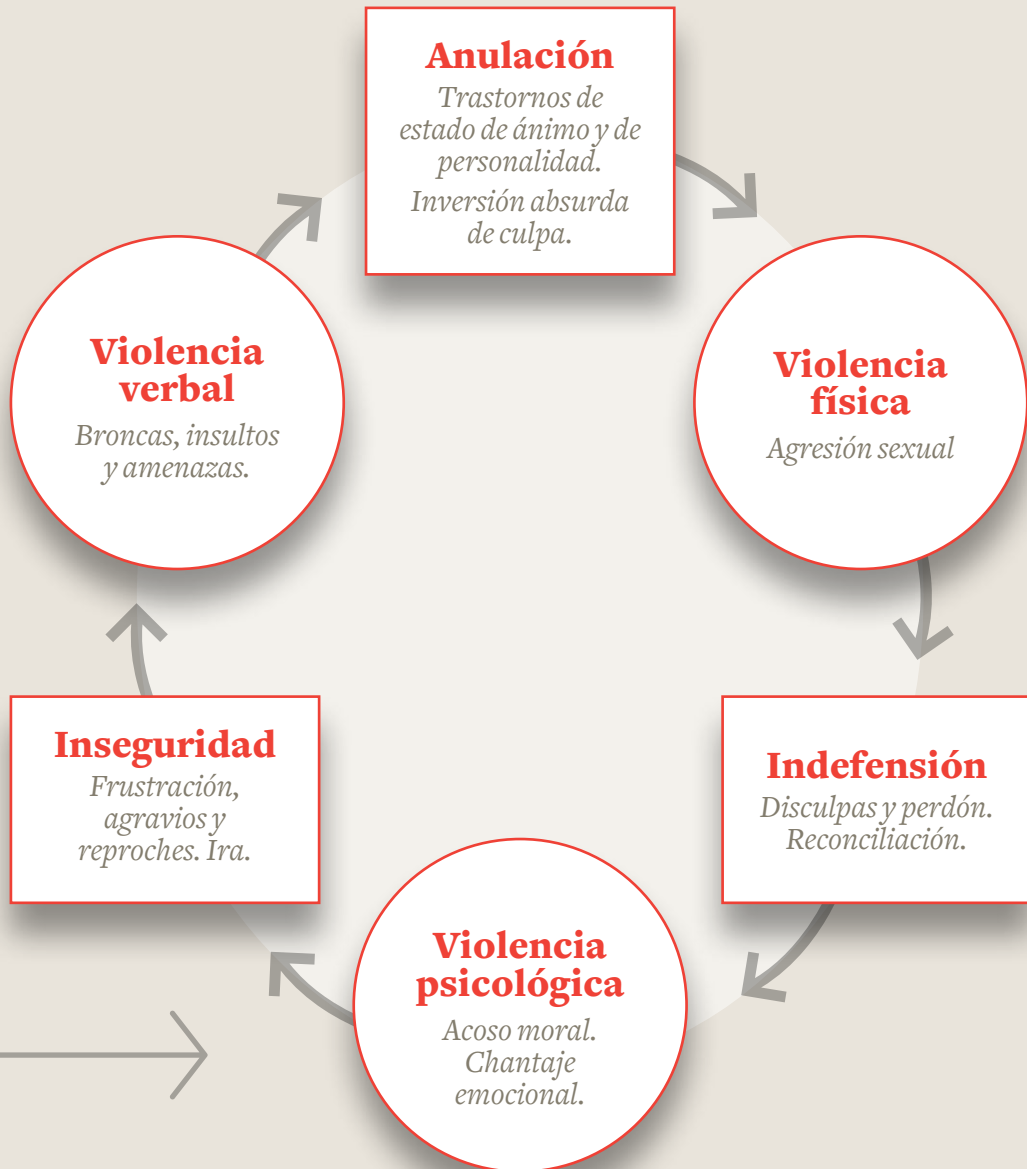 Anulación
Trastornos de
estado de ánimo y de
personalidad.
Inversión absurda
de culpa.
Violencia
física
Agresión sexual
Indefensión
Disculpas y perdón.
Reconciliación.
Violencia
psicológica
Acoso moral.
Chantaje
emocional.
Inseguridad
Frustración,
agravios y
reproches. Ira.
Violencia
verbal
Broncas, insultos
y amenazas.